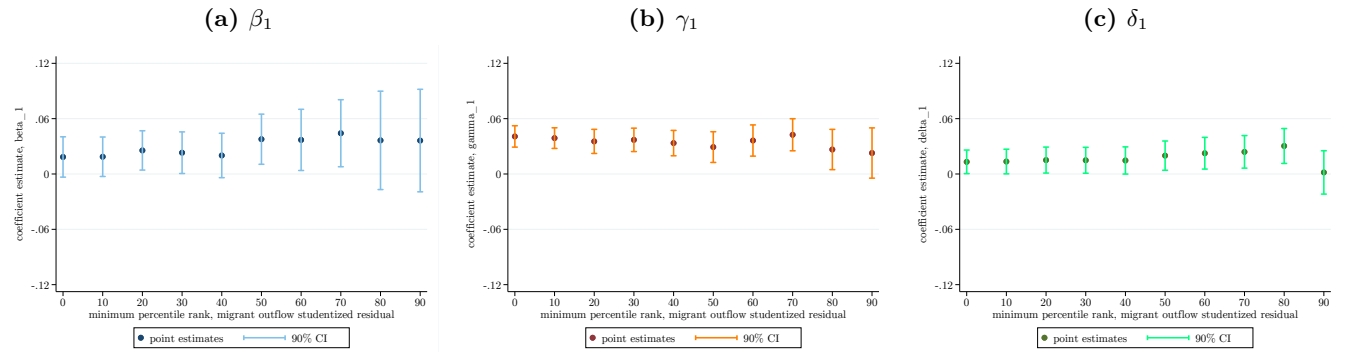 (a) β₁
.12
.06
0
-.06
-.12
coefficient estimate, beta_1
0 10 20 30 40 50 60 70 80 90
minimum percentile rank, migrant outflow studentized residual
point estimates 90% CI
(b) γ₁
.12
.06
0
-.06
-.12
coefficient estimate, gamma_1
0 10 20 30 40 50 60 70 80 90
minimum percentile rank, migrant outflow studentized residual
point estimates 90% CI
(c) δ₁
.12
.06
0
-.06
-.12
coefficient estimate, delta_1
0 10 20 30 40 50 60 70 80 90
minimum percentile rank, migrant outflow studentized residual
point estimates 90% CI